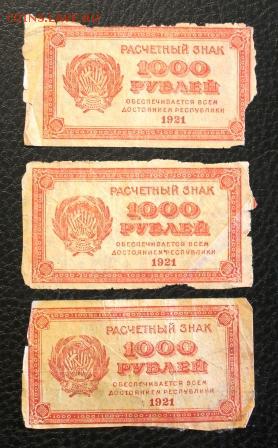 COINS.SU.RU
РАСЧЕТНЫЙ ЗНАК
1000
РУБЛЕЙ
ОБЕСПЕЧИВАЕТСЯ ВСЕМ
ДОСТОЯНИЕМ РЕСПУБЛИКИ
1921
РАСЧЕТНЫЙ ЗНАК
1000
РУБЛЕЙ
ОБЕСПЕЧИВАЕТСЯ ВСЕМ
ДОСТОЯНИЕМ РЕСПУБЛИКИ
1921
РАСЧЕТНЫЙ ЗНАК
1000
РУБЛЕЙ
ОБЕСПЕЧИВАЕТСЯ ВСЕМ
ДОСТОЯНИЕМ РЕСПУБЛИКИ
1921